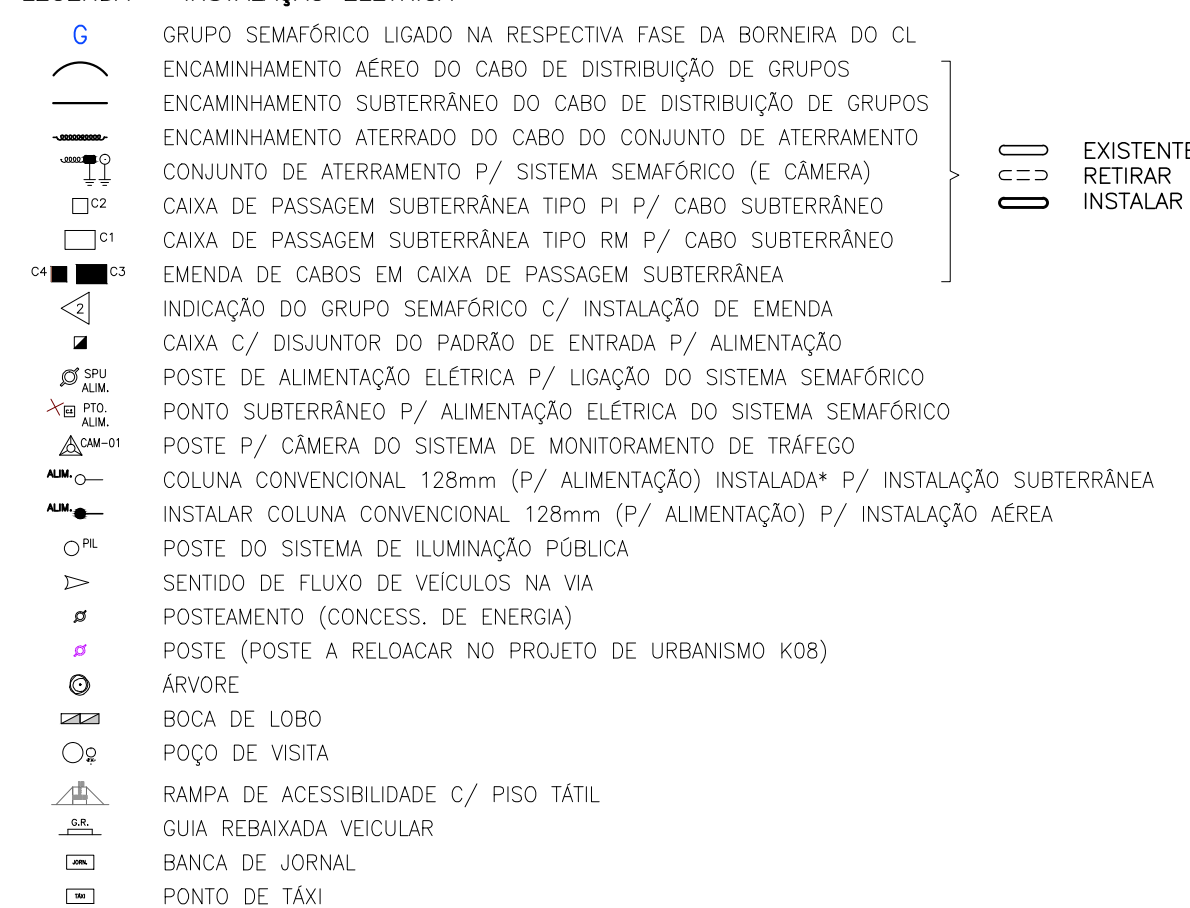 G GRUPO SEMAFÓRICO LIGADO NA RESPECTIVA FASE DA BORNEIRA DO CL
ENCAMINHAMENTO AÉREO DO CABO DE DISTRIBUIÇÃO DE GRUPOS
ENCAMINHAMENTO SUBTERRÂNEO DO CABO DE DISTRIBUIÇÃO DE GRUPOS
ENCAMINHAMENTO ATERRADO DO CABO DO CONJUNTO DE ATERRAMENTO
CONJUNTO DE ATERRAMENTO P/ SISTEMA SEMAFÓRICO (E CÂMERA)
C2 CAIXA DE PASSAGEM SUBTERRÂNEA TIPO PI P/ CABO SUBTERRÂNEO
C1 CAIXA DE PASSAGEM SUBTERRÂNEA TIPO RM P/ CABO SUBTERRÂNEO
C4 C3 EMENDA DE CABOS EM CAIXA DE PASSAGEM SUBTERRÂNEA
EXISTENTE
RETIRAR
INSTALAR
2 INDICAÇÃO DO GRUPO SEMAFÓRICO C/ INSTALAÇÃO DE EMENDA
CAIXA C/ DISJUNTOR DO PADRÃO DE ENTRADA P/ ALIMENTAÇÃO
SPU ALIM. POSTE DE ALIMENTAÇÃO ELÉTRICA P/ LIGAÇÃO DO SISTEMA SEMAFÓRICO
PTO. ALIM. PONTO SUBTERRÂNEO P/ ALIMENTAÇÃO ELÉTRICA DO SISTEMA SEMAFÓRICO
CAM-01 POSTE P/ CÂMERA DO SISTEMA DE MONITORAMENTO DE TRÁFEGO
ALIM. COLUNA CONVENCIONAL 128mm (P/ ALIMENTAÇÃO) INSTALADA* P/ INSTALAÇÃO SUBTERRÂNEA
ALIM. INSTALAR COLUNA CONVENCIONAL 128mm (P/ ALIMENTAÇÃO) P/ INSTALAÇÃO AÉREA
PIL POSTE DO SISTEMA DE ILUMINAÇÃO PÚBLICA
SENTIDO DE FLUXO DE VEÍCULOS NA VIA
POSTEAMENTO (CONCESS. DE ENERGIA)
POSTE (POSTE A RELOACAR NO PROJETO DE URBANISMO K08)
ÁRVORE
BOCA DE LOBO
POÇO DE VISITA
RAMPA DE ACESSIBILIDADE C/ PISO TÁTIL
G.R. GUIA REBAIXADA VEICULAR
JORN. BANCA DE JORNAL
TÁXI PONTO DE TÁXI